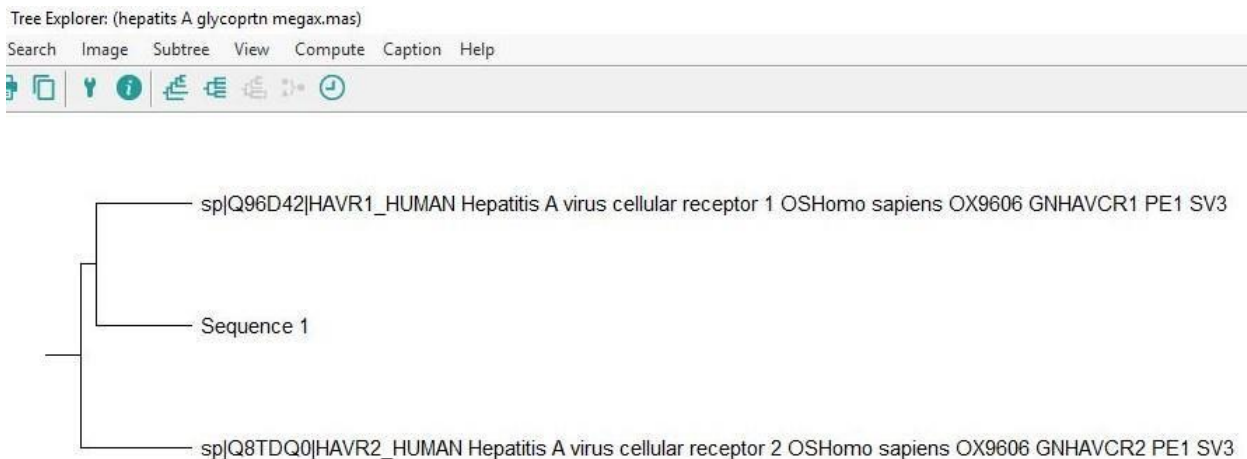 Tree Explorer: (hepatits A glycoprtn megax.mas)
Search Image Subtree View Compute Caption Help
sp|Q96D42|HAVR1_HUMAN Hepatitis A virus cellular receptor 1 OSHomo sapiens OX9606 GNHAVCR1 PE1 SV3
Sequence 1
sp|Q8TDQ0|HAVR2_HUMAN Hepatitis A virus cellular receptor 2 OSHomo sapiens OX9606 GNHAVCR2 PE1 SV3